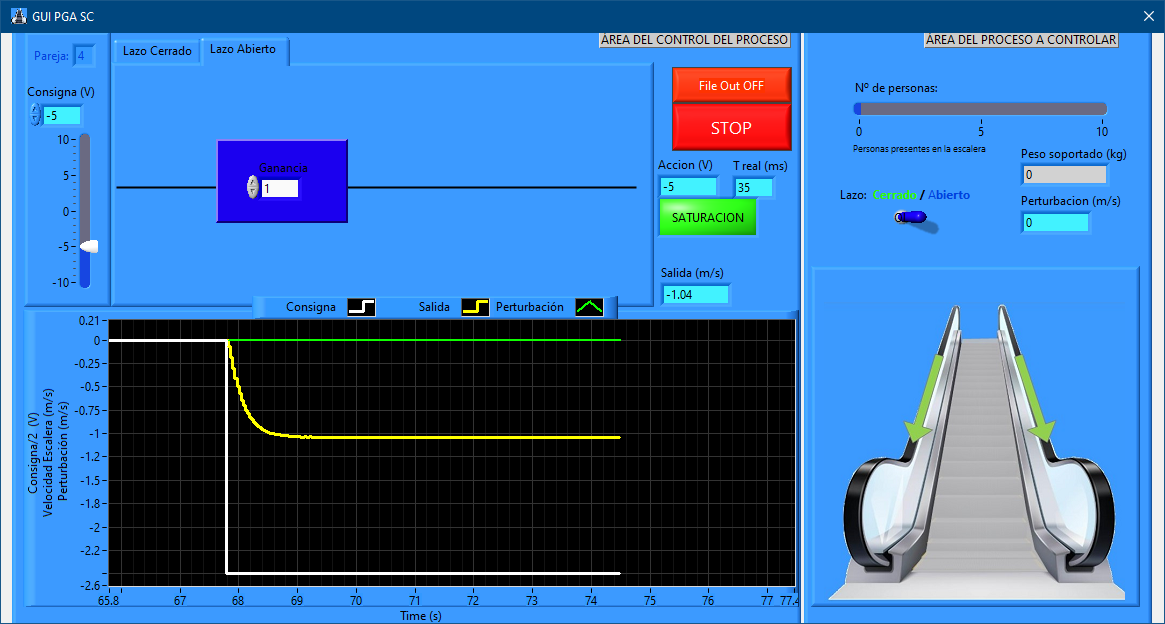 GUI PGA SC
Pareja: 4
Lazo Cerrado
Lazo Abierto
AREA DEL CONTROL DEL PROCESO
AREA DEL PROCESO A CONTROLAR
Consigna (V)
-5
10
5
0
-5
-10
Ganancia
1
File Out OFF
STOP
Accion (V)
T real (ms)
-5
35
SATURACION
Salida (m/s)
-1.04
Nº de personas:
0
5
10
Personas presentes en la escalera
Peso soportado (kg)
0
Lazo: Cerrado / Abierto
Perturbacion (m/s)
0
Consigna
Salida
Perturbación
0.21
0
-0.25
-0.5
-0.75
-1
-1.2
-1.5
-1.8
-2
-2.2
-2.6
Consigna/2 (V)
Velocidad Escalera (m/s)
Perturbación (m/s)
65.8
67
68
69
70
71
72
73
74
75
76
77
77.4
Time (s)